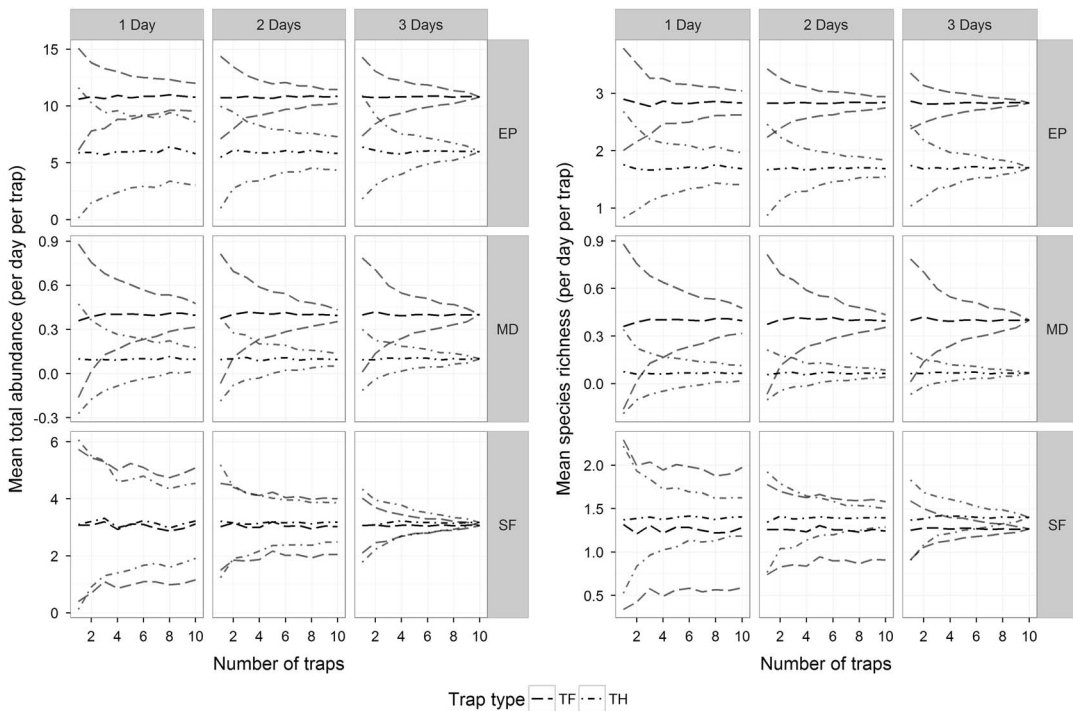 1 Day
2 Days
3 Days
Mean total abundance (per day per trap)
15
10
5
0
EP
0.9
0.6
0.3
0.0
-0.3
MD
6
4
2
0
SF
2 4 6 8 10
2 4 6 8 10
2 4 6 8 10
Number of traps
1 Day
2 Days
3 Days
Mean species richness (per day per trap)
3
2
1
EP
0.9
0.6
0.3
0.0
MD
2.0
1.5
1.0
0.5
SF
2 4 6 8 10
2 4 6 8 10
2 4 6 8 10
Number of traps
Trap type TF TH